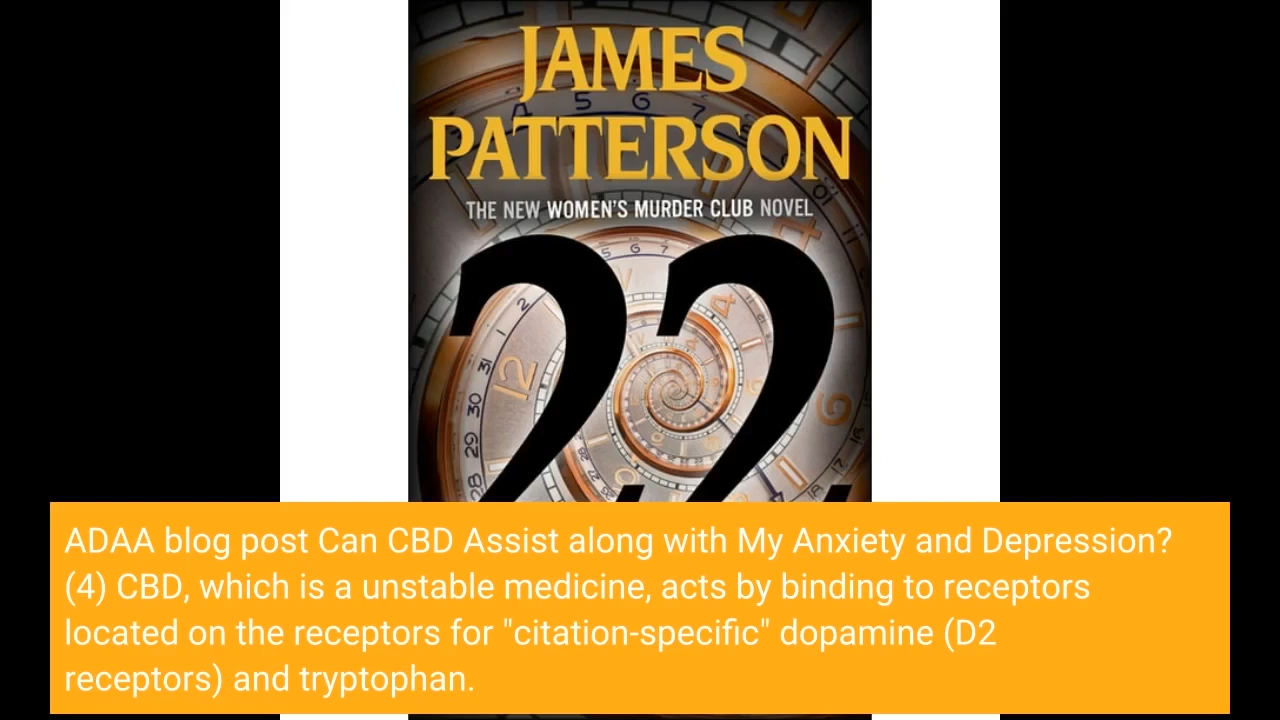 JAMES
PATTERSON
THE NEW WOMEN'S MURDER CLUB NOVEL
22
ADAA blog post Can CBD Assist along with My Anxiety and Depression?
(4) CBD, which is a unstable medicine, acts by binding to receptors
located on the receptors for "citation-specific" dopamine (D2
receptors) and tryptophan.